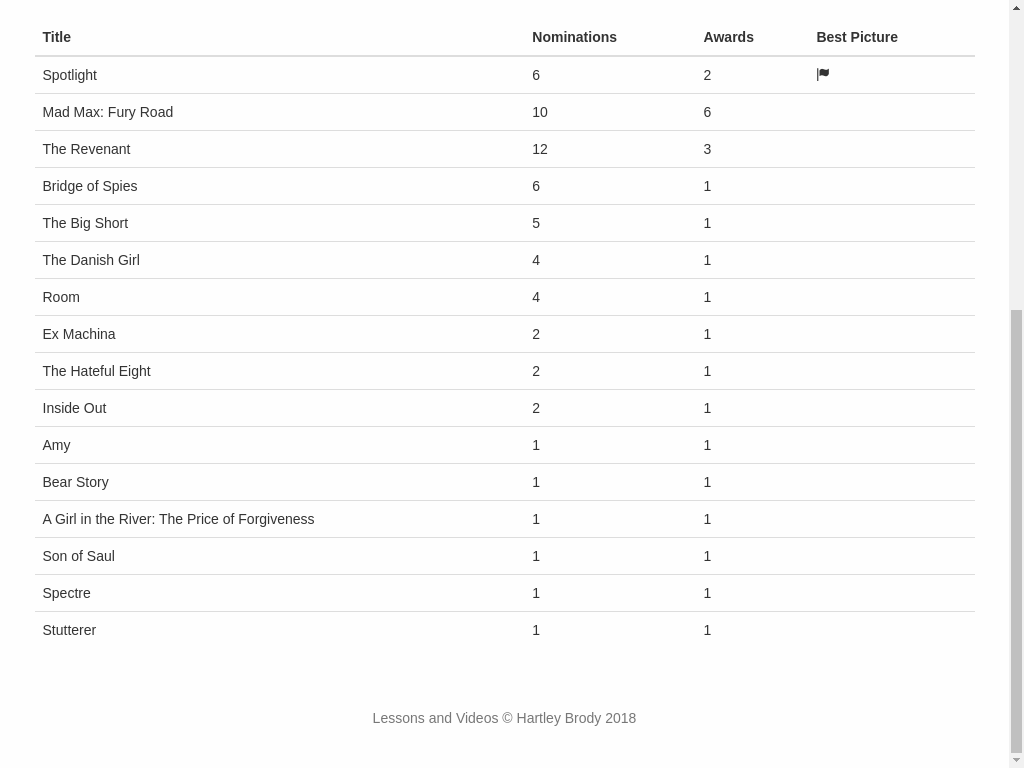 Title Nominations Awards Best Picture
Spotlight 6 2
Mad Max: Fury Road 10 6
The Revenant 12 3
Bridge of Spies 6 1
The Big Short 5 1
The Danish Girl 4 1
Room 4 1
Ex Machina 2 1
The Hateful Eight 2 1
Inside Out 2 1
Amy 1 1
Bear Story 1 1
A Girl in the River: The Price of Forgiveness 1 1
Son of Saul 1 1
Spectre 1 1
Stutterer 1 1
Lessons and Videos © Hartley Brody 2018